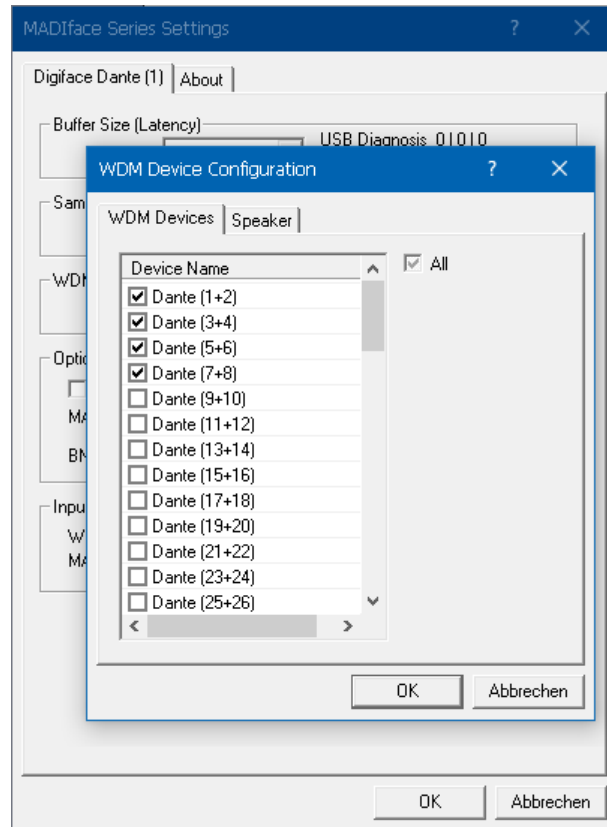 MADIface Series Settings
Digiface Dante (1)
About
Buffer Size (Latency)
USB Diagnosis 0 | 0 | 0
WDM Device Configuration
WDM Devices
Speaker
Device Name
All
Dante (1+2)
Dante (3+4)
Dante (5+6)
Dante (7+8)
Dante (9+10)
Dante (11+12)
Dante (13+14)
Dante (15+16)
Dante (17+18)
Dante (19+20)
Dante (21+22)
Dante (23+24)
Dante (25+26)
OK Abbrechen
Sam
WDM
Optio
MA
BN
Inpu
W
MA
OK Abbrechen